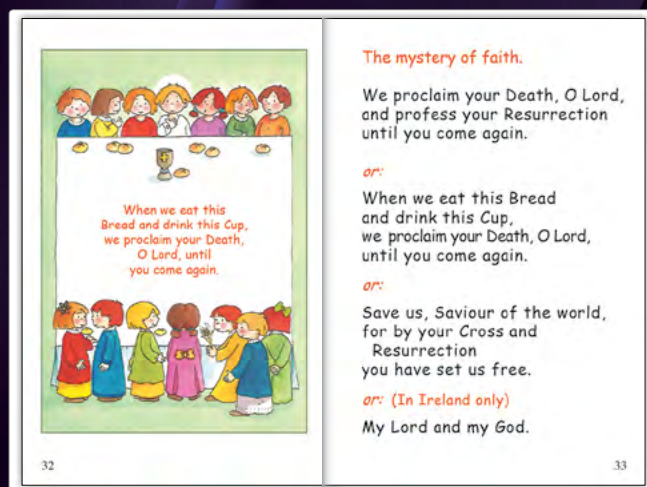 When we eat this
Bread and drink this Cup,
we proclaim your Death,
O Lord, until
you come again.
32
The mystery of faith.
We proclaim your Death, O Lord,
and profess your Resurrection
until you come again.
or:
When we eat this Bread
and drink this Cup,
we proclaim your Death, O Lord,
until you come again.
or:
Save us, Saviour of the world,
for by your Cross and
Resurrection
you have set us free.
or: (In Ireland only)
My Lord and my God.
33